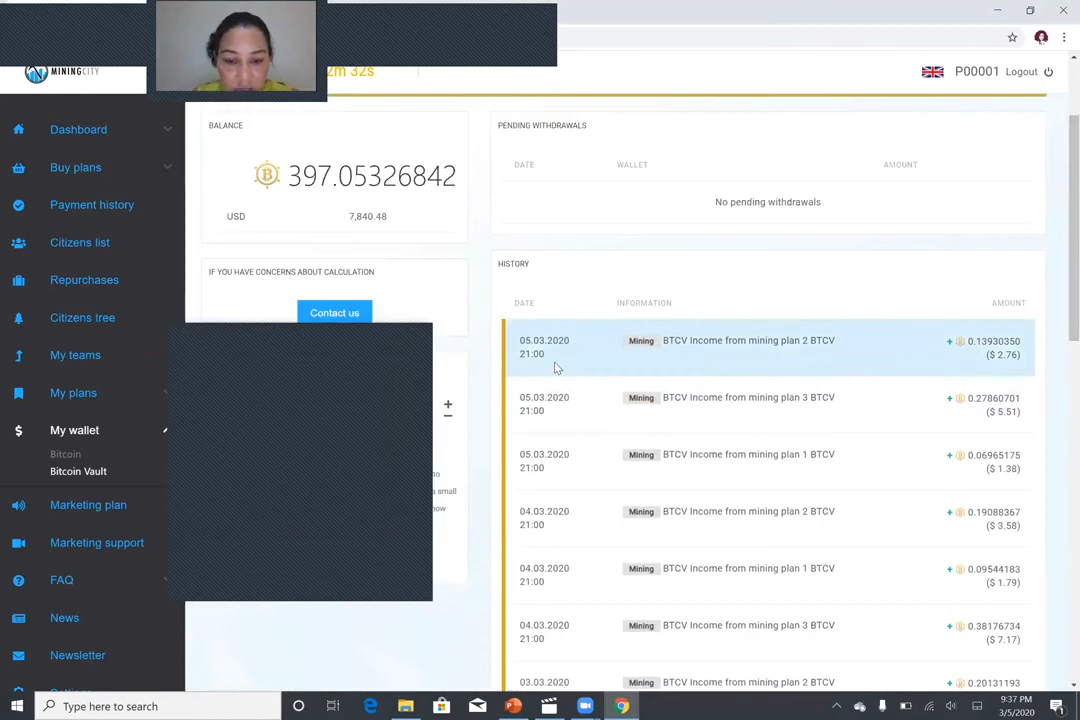 2m 32s
MININGCITY
P00001 Logout
Dashboard
Buy plans
Payment history
Citizens list
Repurchases
Citizens tree
My teams
My plans
My wallet
Bitcoin
Bitcoin Vault
Marketing plan
Marketing support
FAQ
News
Newsletter
BALANCE
397.05326842
USD 7,840.48
IF YOU HAVE CONCERNS ABOUT CALCULATION
Contact us
+
−
to
a small
now
PENDING WITHDRAWALS
DATE WALLET AMOUNT
No pending withdrawals
HISTORY
DATE INFORMATION AMOUNT
05.03.2020 Mining BTCV Income from mining plan 2 BTCV + 0.13930350
21:00 ($ 2.76)
05.03.2020 Mining BTCV Income from mining plan 3 BTCV + 0.27860701
21:00 ($ 5.51)
05.03.2020 Mining BTCV Income from mining plan 1 BTCV + 0.06965175
21:00 ($ 1.38)
04.03.2020 Mining BTCV Income from mining plan 2 BTCV + 0.19088367
21:00 ($ 3.58)
04.03.2020 Mining BTCV Income from mining plan 1 BTCV + 0.09544183
21:00 ($ 1.79)
04.03.2020 Mining BTCV Income from mining plan 3 BTCV + 0.38176734
21:00 ($ 7.17)
03.03.2020 Mining BTCV Income from mining plan 2 BTCV + 0.20131193
Type here to search
9:37 PM
3/5/2020